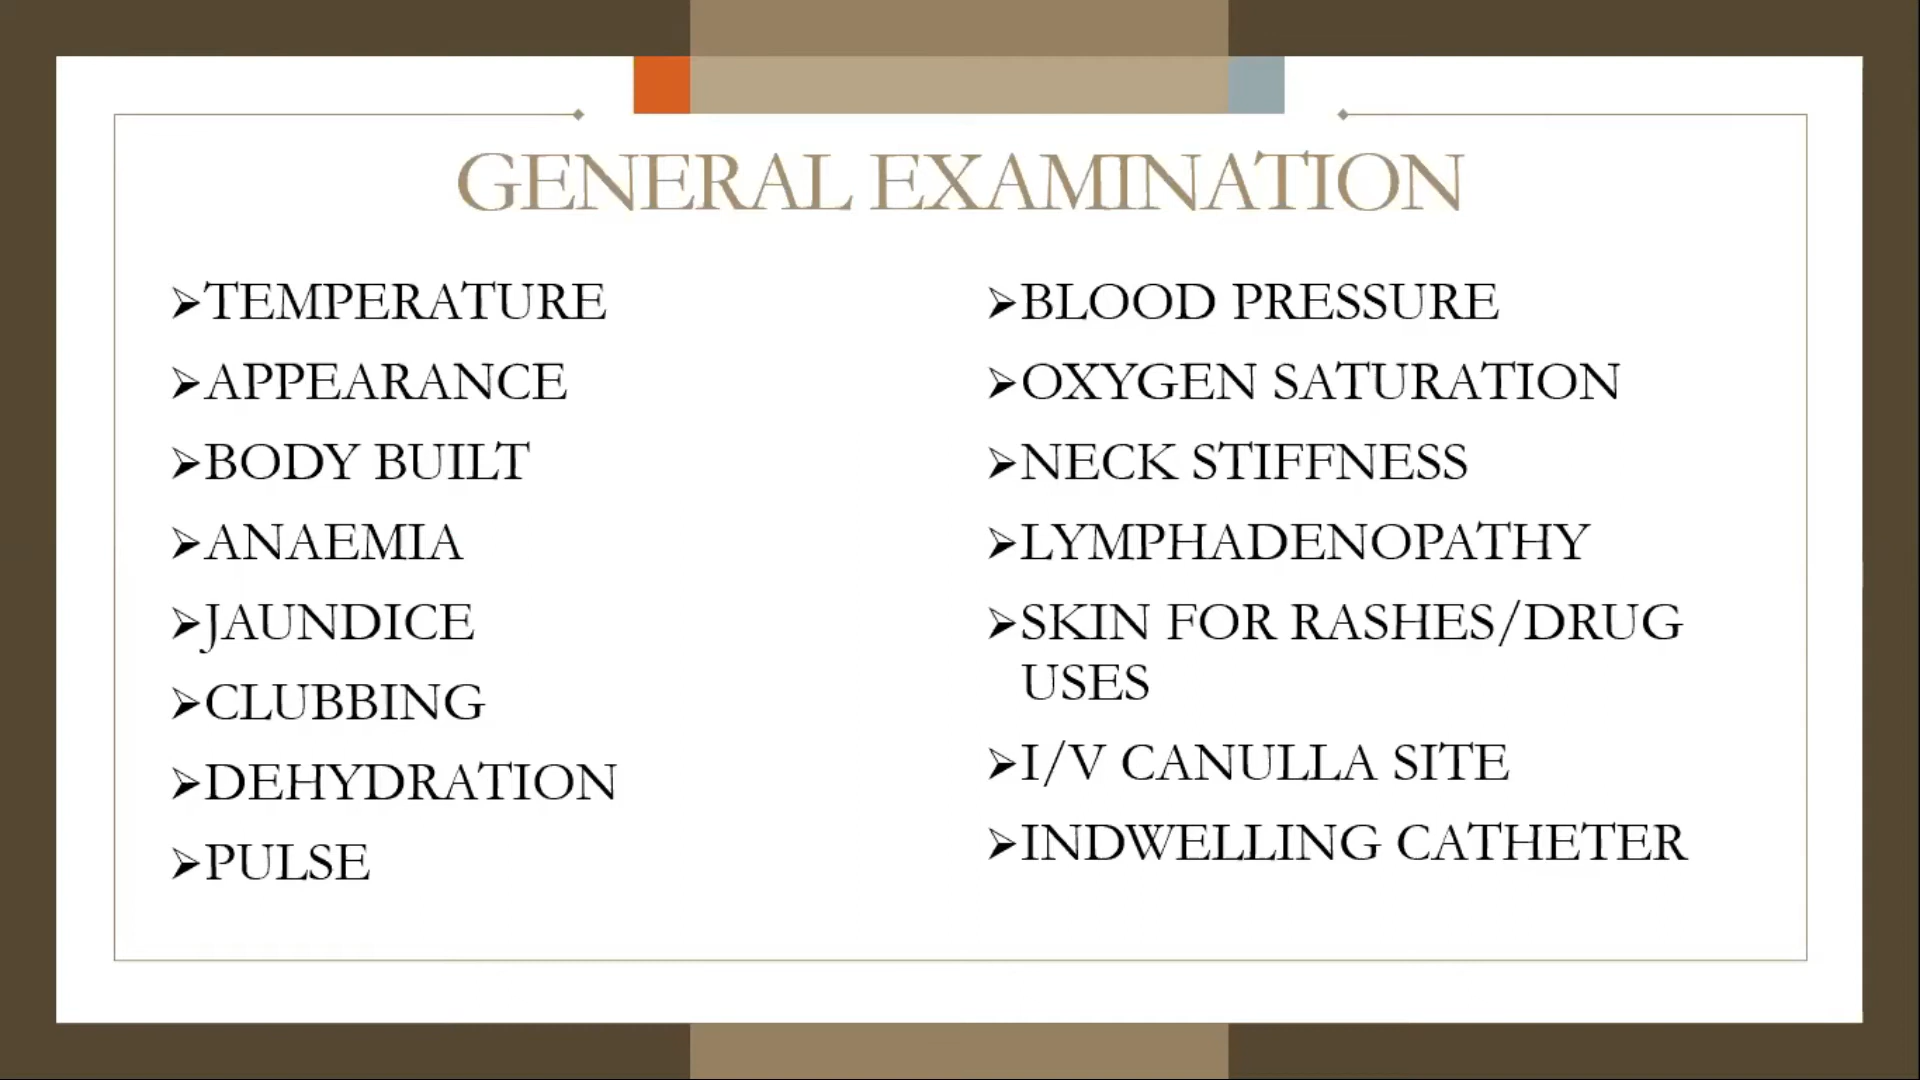 GENERAL EXAMINATION
➢TEMPERATURE
➢APPEARANCE
➢BODY BUILT
➢ANAEMIA
➢JAUNDICE
➢CLUBBING
➢DEHYDRATION
➢PULSE
➢BLOOD PRESSURE
➢OXYGEN SATURATION
➢NECK STIFFNESS
➢LYMPHADENOPATHY
➢SKIN FOR RASHES/DRUG
USES
➢I/V CANULLA SITE
➢INDWELLING CATHETER